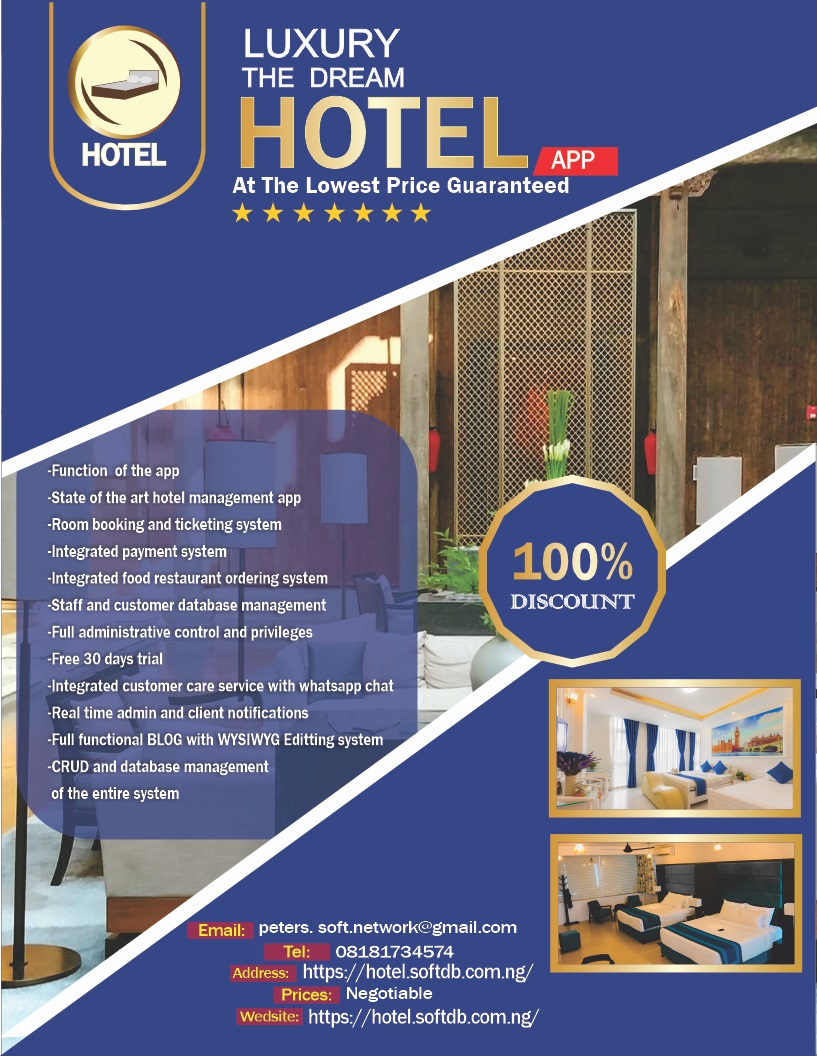 HOTEL
LUXURY
THE DREAM
HOTEL
APP
At The Lowest Price Guaranteed
-Function of the app
-State of the art hotel management app
-Room booking and ticketing system
-Integrated payment system
-Integrated food restaurant ordering system
-Staff and customer database management
-Full administrative control and privileges
-Free 30 days trial
-Integrated customer care service with whatsapp chat
-Real time admin and client notifications
-Full functional BLOG with WYSIWYG Editting system
-CRUD and database management
of the entire system
100%
DISCOUNT
Email: peters. soft.network@gmail.com
Tel: 08181734574
Address: https://hotel.softdb.com.ng/
Prices: Negotiable
Wedsite: https://hotel.softdb.com.ng/